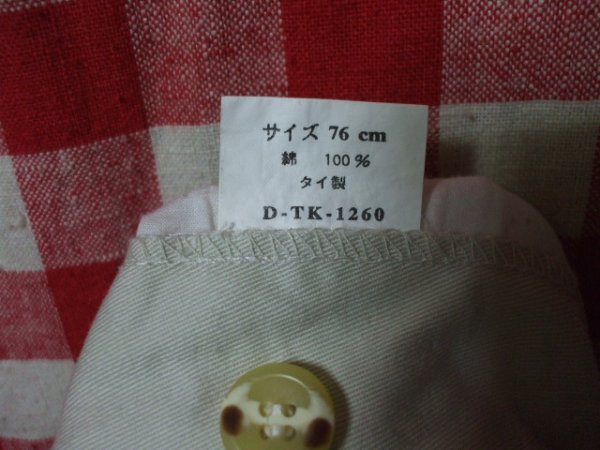 サイズ 76 cm
綿 100%
タイ製
D-TK-1260